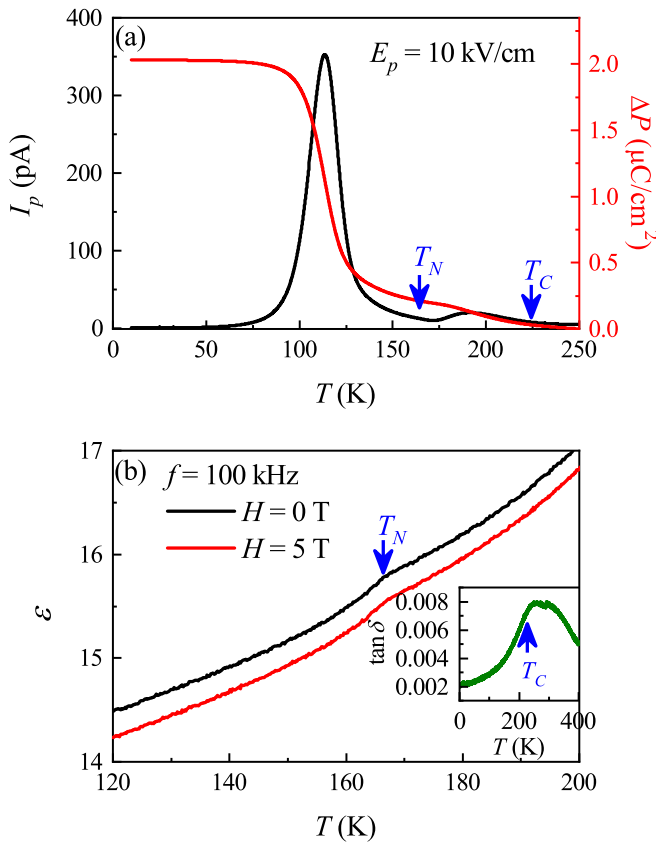 (a)
E_p = 10 kV/cm
400
300
200
100
0
I_p (pA)
2.0
1.5
1.0
0.5
0.0
ΔP (μC/cm²)
T_N
T_C
0 50 100 150 200 250
T (K)
(b)
f = 100 kHz
H = 0 T
H = 5 T
17
16
15
14
ε
T_N
0.008
0.006
0.004
0.002
tan δ
T_C
0 200 400
T (K)
120 140 160 180 200
T (K)